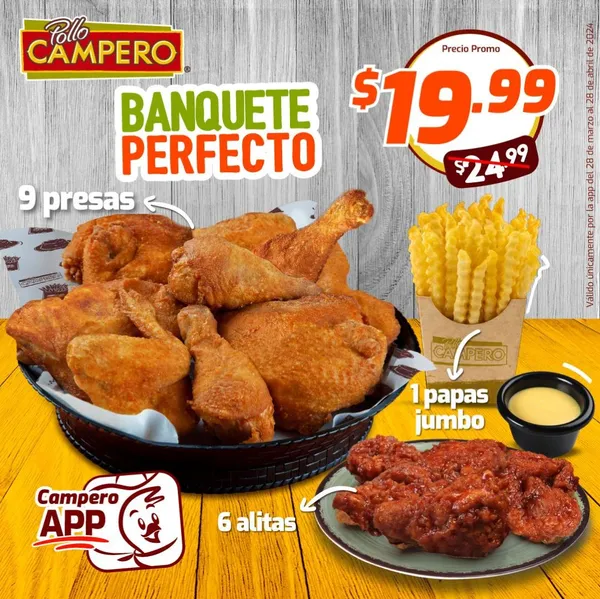 Pollo
CAMPERO®
Precio Promo
$19.99
$24.99
BANQUETE
PERFECTO
9 presas
CAMPERO
1 papas
jumbo
6 alitas
Campero
APP
Válido únicamente por la app del 28 de marzo al 28 de abril de 2024